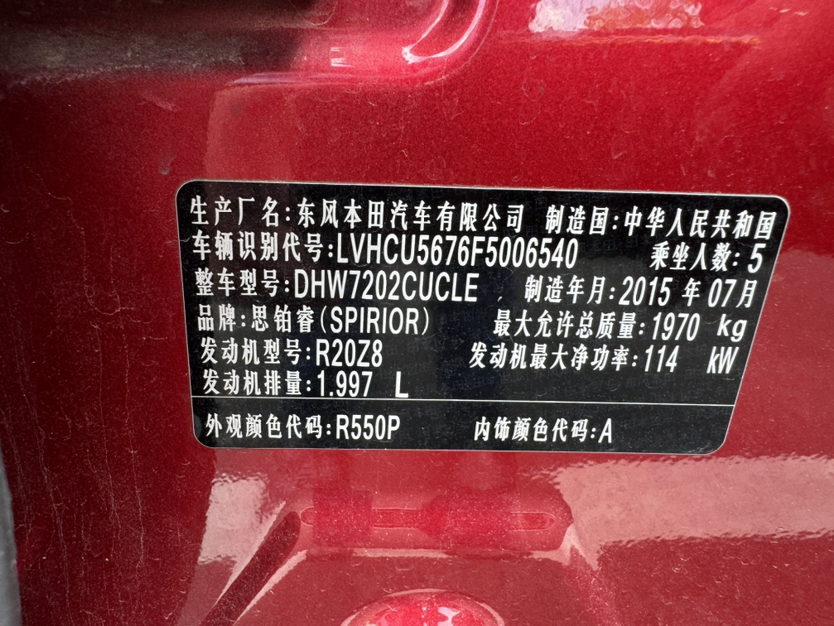 生产厂名:东风本田汽车有限公司 制造国:中华人民共和国
车辆识别代号:LVHCU5676F5006540 乘坐人数:5
整车型号:DHW7202CUCLE 制造年月:2015 年 07月
品牌:思铂睿(SPIRIOR) 最大允许总质量:1970 kg
发动机型号:R20Z8 发动机最大净功率:114 kW
发动机排量:1.997 L
外观颜色代码:R550P 内饰颜色代码:A